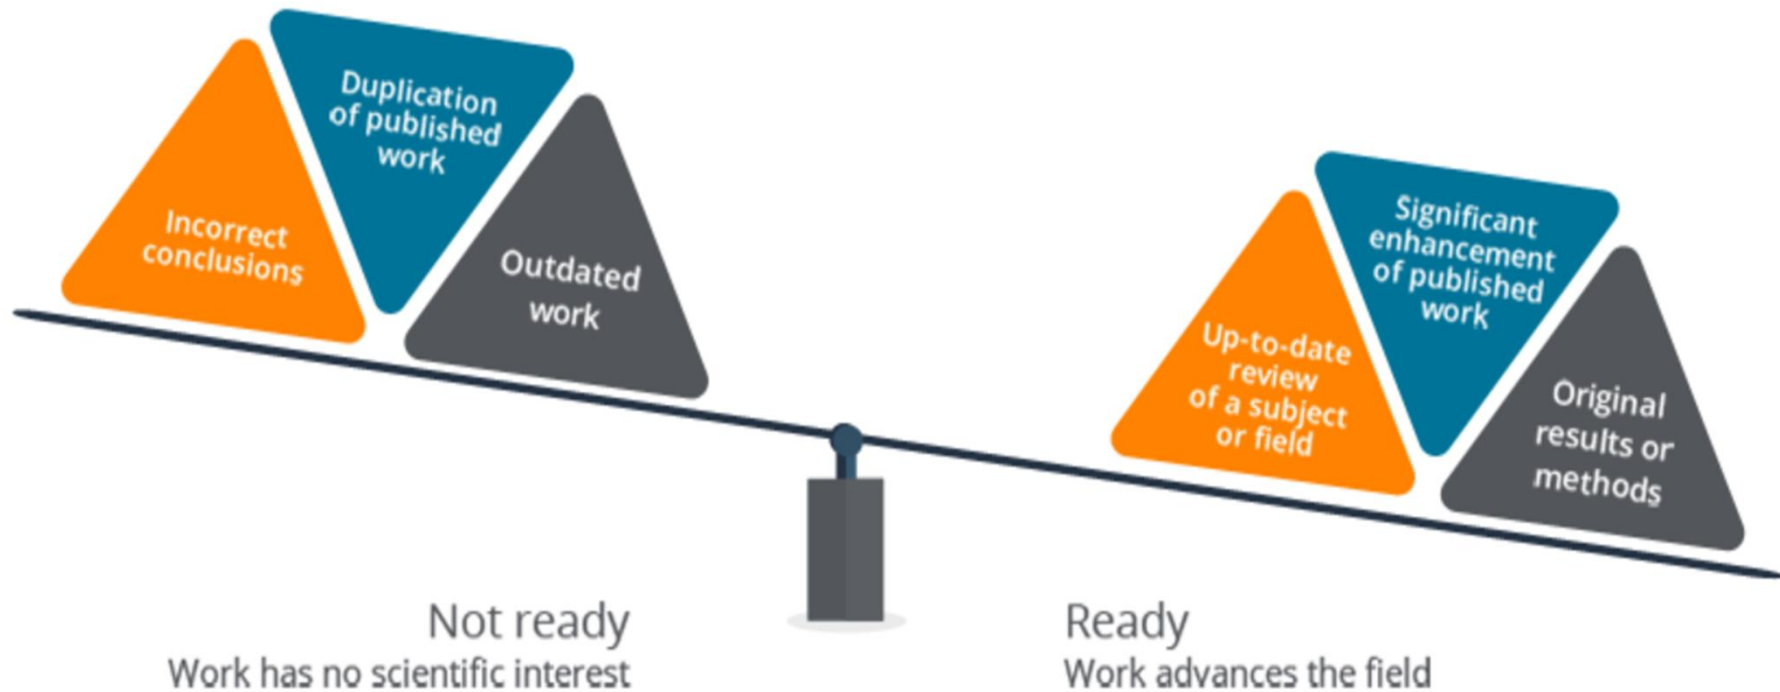 Duplication
of published
work
Incorrect
conclusions
Outdated
work
Significant
enhancement
of published
work
Up-to-date
review
of a subject
or field
Original
results or
methods
Not ready
Work has no scientific interest
Ready
Work advances the field